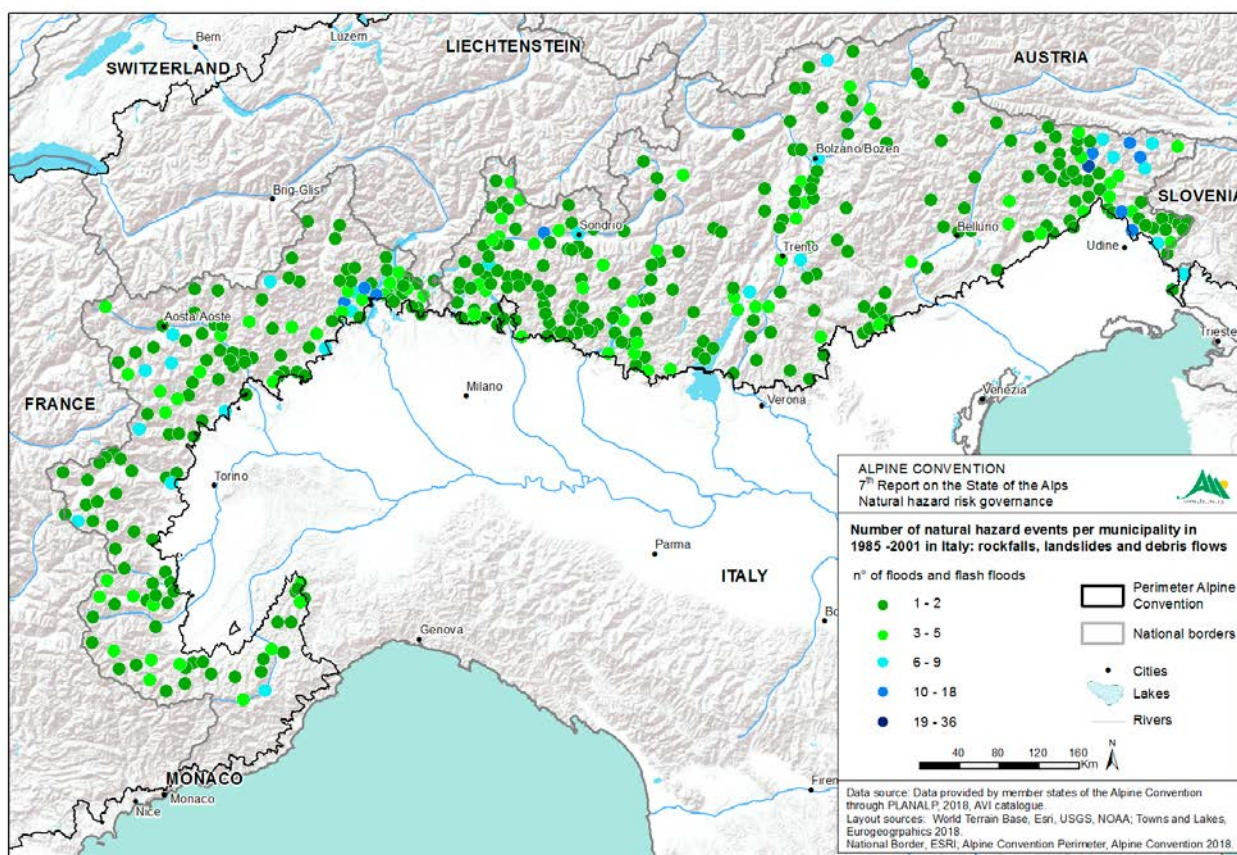 Bern
Luzern
SWITZERLAND
LIECHTENSTEIN
AUSTRIA
Brig-Glis
Bolzano/Bozen
SLOVENIA
Sondrio
Belluno
Trento
Udine
Aosta Aoste
Trieste
FRANCE
Milano
Verona
Venezia
Torino
Parma
ITALY
Bo
Genova
Firen
MONACO
Monaco
Nice
ALPINE CONVENTION
7th Report on the State of the Alps
Natural hazard risk governance
Number of natural hazard events per municipality in
1985 -2001 in Italy: rockfalls, landslides and debris flows
n° of floods and flash floods
1 - 2
3 - 5
6 - 9
10 - 18
19 - 36
Perimeter Alpine
Convention
National borders
Cities
Lakes
Rivers
40 80 120 160
Km
N
Data source: Data provided by member states of the Alpine Convention
through PLANALP, 2018, AVI catalogue.
Layout sources: World Terrain Base, Esri, USGS, NOAA; Towns and Lakes,
Eurogeogrpahics 2018.
National Border, ESRI; Alpine Convention Perimeter, Alpine Convention 2018.